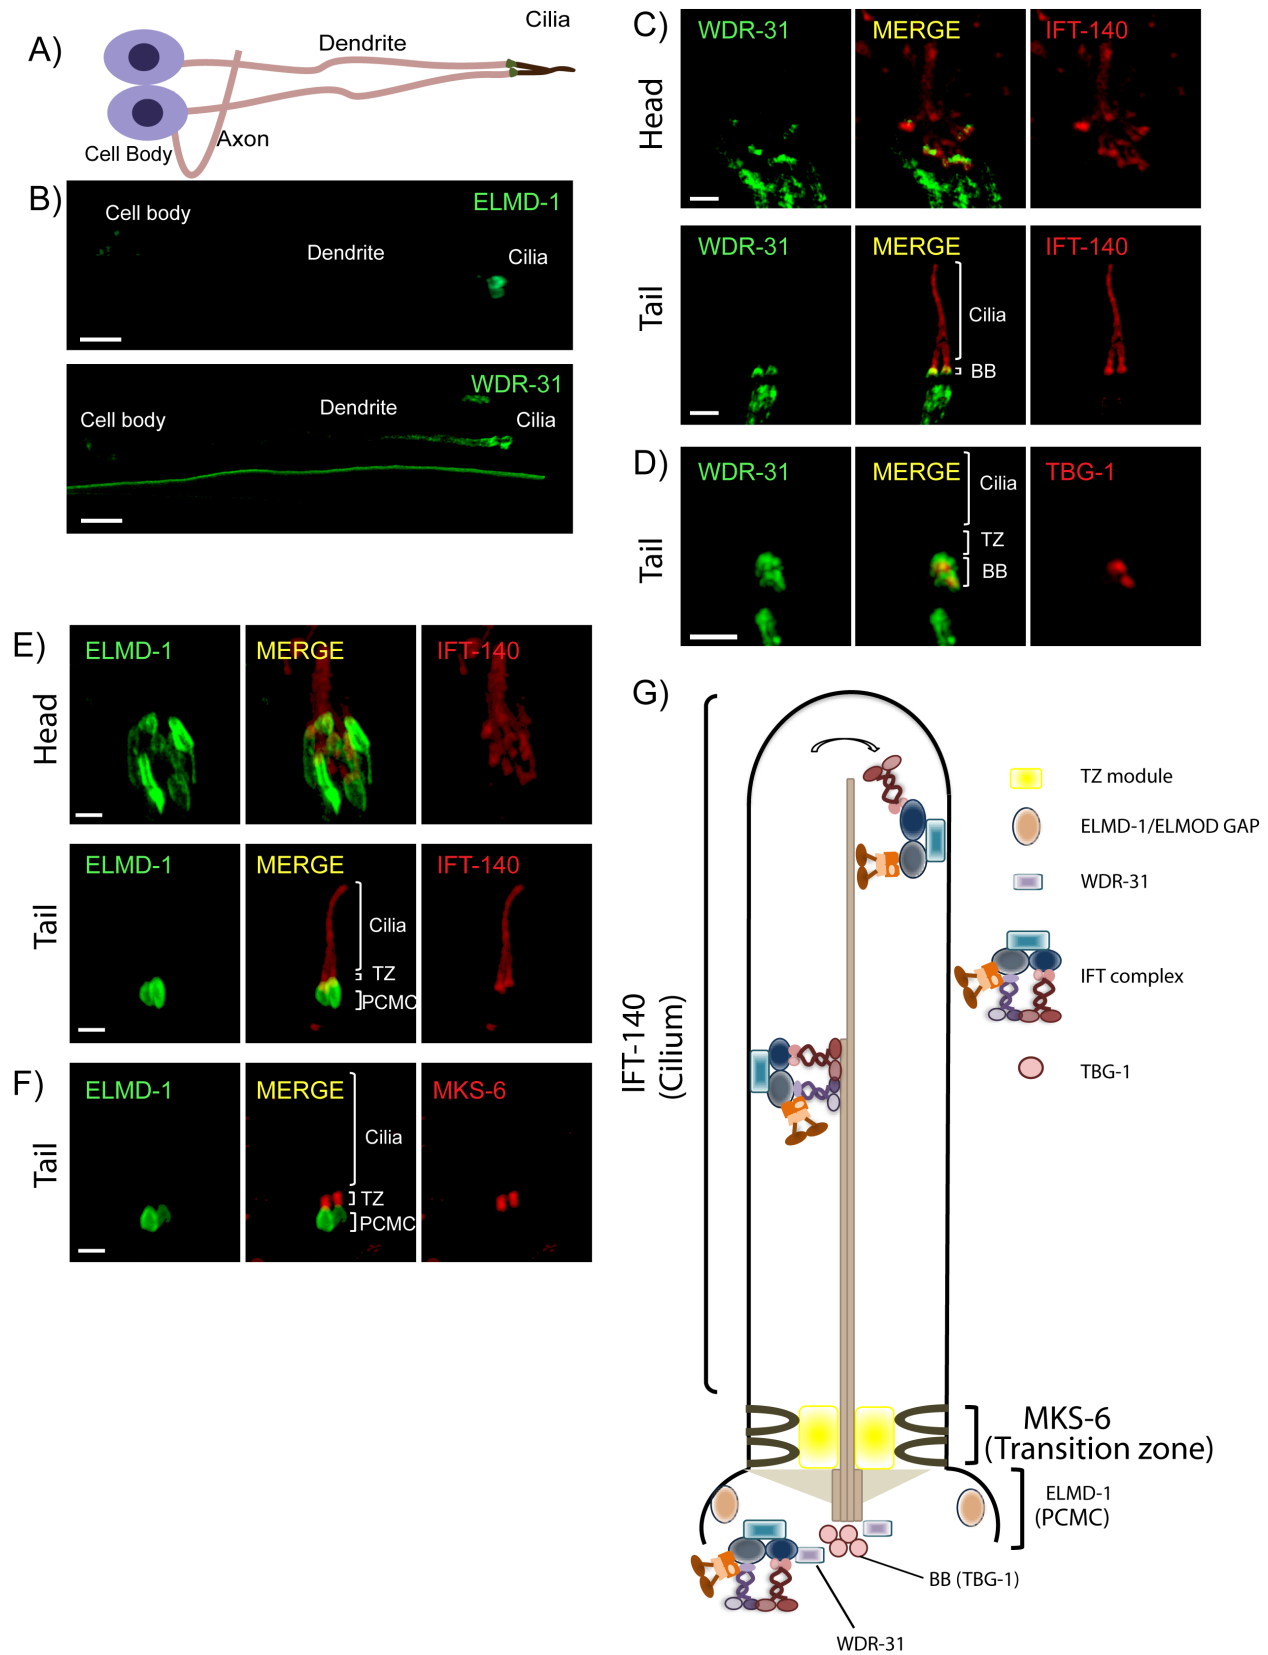 A)
Cilia
Dendrite
Axon
Cell Body
B)
ELMD-1
Cell body
Dendrite
Cilia
WDR-31
Dendrite
Cell body
Cilia
C)
Head
WDR-31
MERGE
IFT-140
Tail
WDR-31
MERGE
IFT-140
Cilia
BB
D)
Tail
WDR-31
MERGE
TBG-1
Cilia
TZ
BB
E)
Head
ELMD-1
MERGE
IFT-140
Tail
ELMD-1
MERGE
IFT-140
Cilia
TZ
PCMC
F)
Tail
ELMD-1
MERGE
MKS-6
Cilia
TZ
PCMC
G)
IFT-140
(Cilium)
TZ module
ELMD-1/ELMOD GAP
WDR-31
IFT complex
TBG-1
MKS-6
(Transition zone)
ELMD-1
(PCMC)
BB (TBG-1)
WDR-31